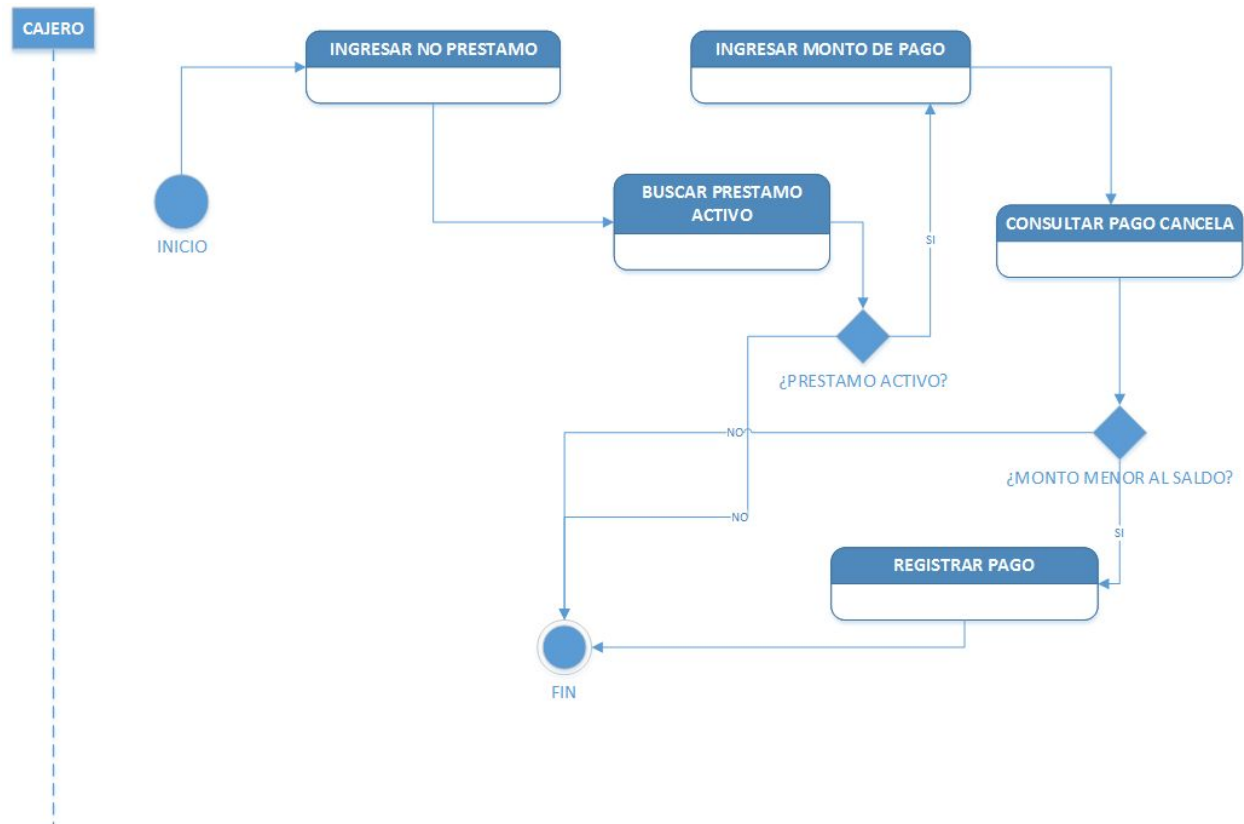 CAJERO
INGRESAR NO PRESTAMO
INGRESAR MONTO DE PAGO
BUSCAR PRESTAMO
ACTIVO
CONSULTAR PAGO CANCELA
INICIO
SI
¿PRESTAMO ACTIVO?
NO
¿MONTO MENOR AL SALDO?
NO
SI
REGISTRAR PAGO
FIN